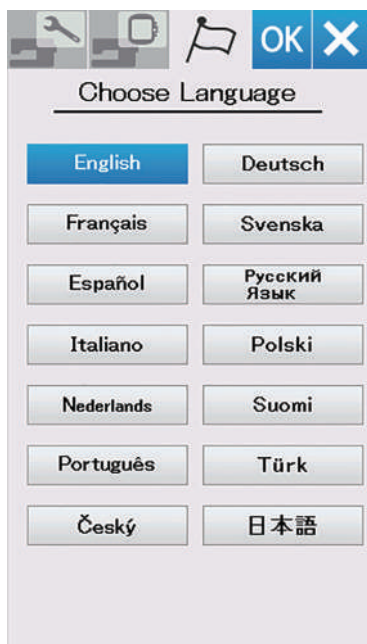 OK X
Choose Language
English Deutsch
Français Svenska
Español Русский
Язык
Italiano Polski
Nederlands Suomi
Português Türk
Český 日本語